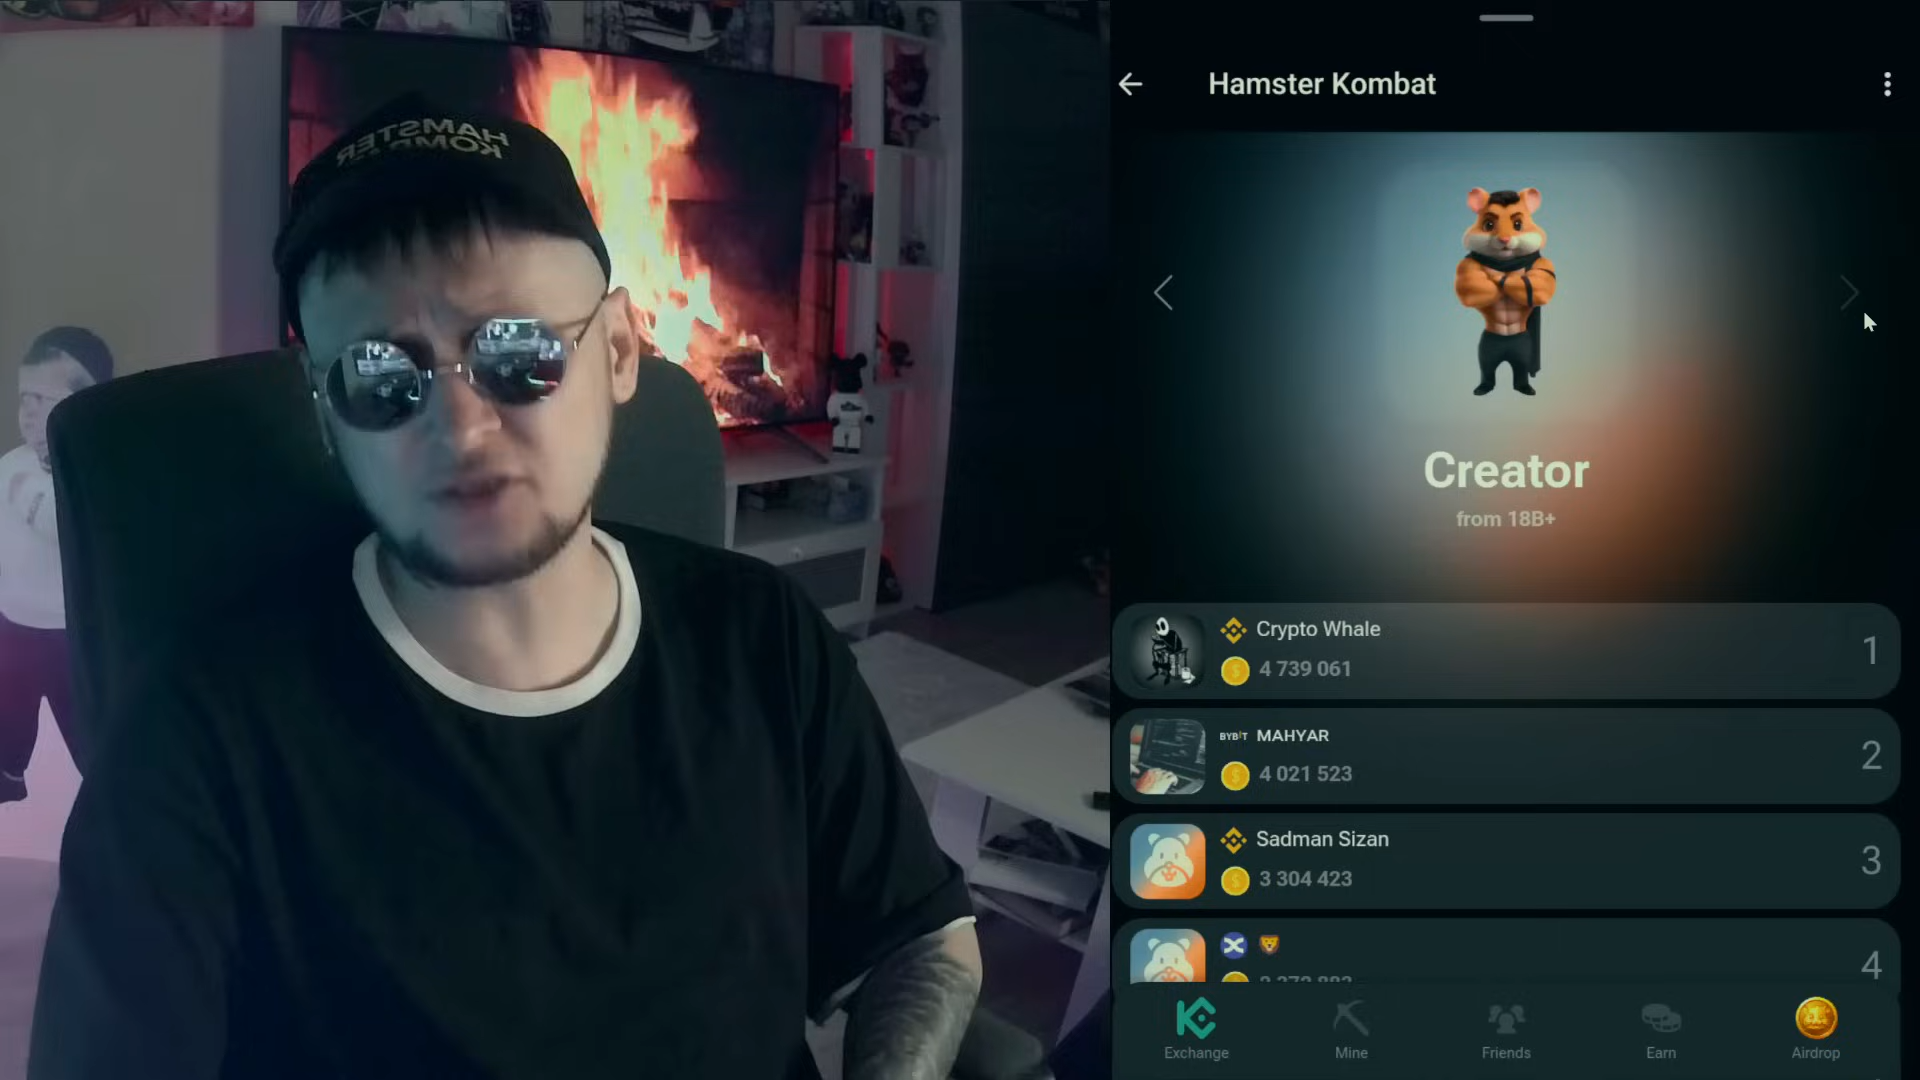 HAMSTER
Hamster Kombat
Creator
from 18B+
Crypto Whale
4 739 061
1
BYBIT MAHYAR
4 021 523
2
Sadman Sizan
3 304 423
3
4
Exchange
Mine
Friends
Earn
Airdrop